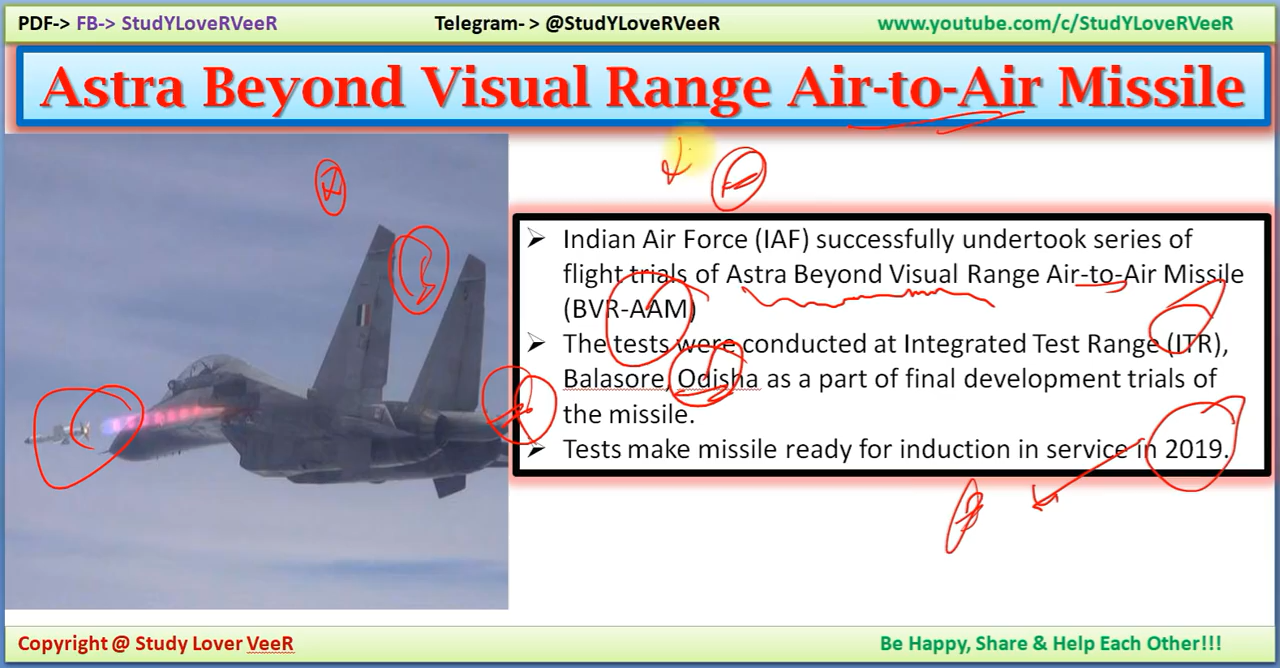 PDF-> FB-> StudYLoveRVeeR
Telegram- > @StudYLoveRVeeR
www.youtube.com/c/StudYLoveRVeeR
Astra Beyond Visual Range Air-to-Air Missile
➢ Indian Air Force (IAF) successfully undertook series of
flight trials of Astra Beyond Visual Range Air-to-Air Missile
(BVR-AAM)
➢ The tests were conducted at Integrated Test Range (ITR),
Balasore, Odisha as a part of final development trials of
the missile.
➢ Tests make missile ready for induction in service in 2019.
Copyright @ Study Lover VeeR
Be Happy, Share & Help Each Other!!!